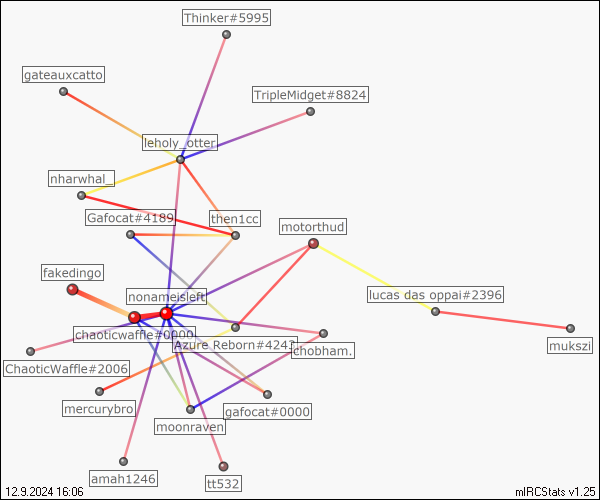 Thinker#5995
gateauxcatto
TripleMidget#8824
leholy_otter
nharwhal_
Gafocat#4189
then1cc
motorthud
fakedingo
nonameisleft
lucas das oppai#2396
chaoticwaffle#0000
Azure Reborn#4243
mukszi
chobham.
ChaoticWaffle#2006
mercurybro
gafocat#0000
moonraven
amah1246
tt532
12.9.2024 16:06
mIRCStats v1.25